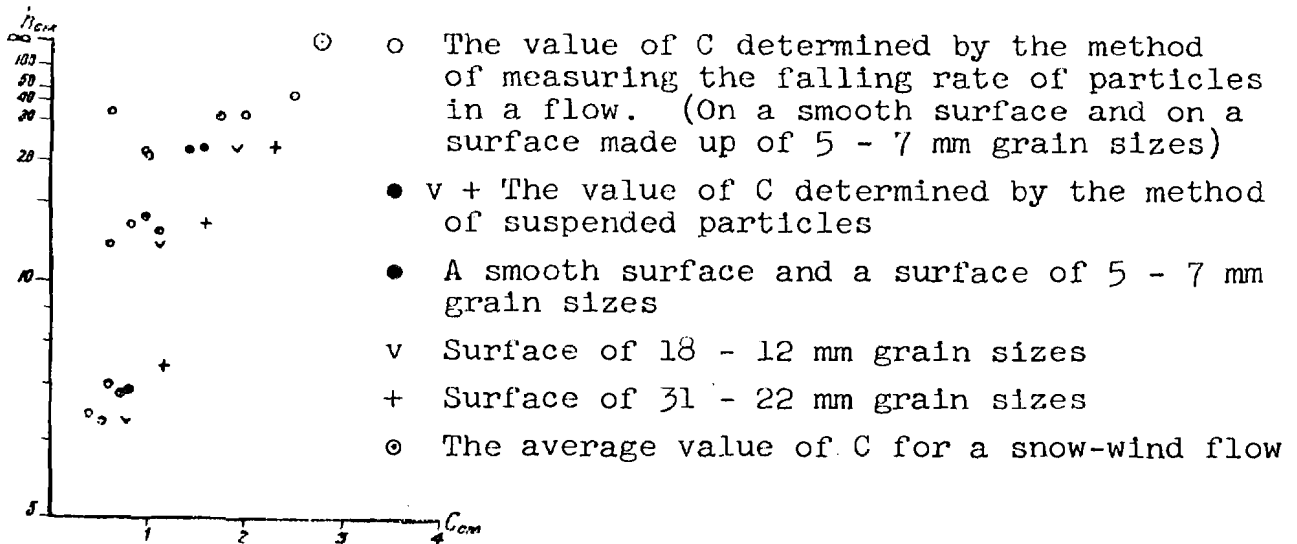 hсм
∞
100
50
40
30
20
10
5
1
2
3
4
Cсм
o The value of C determined by the method
of measuring the falling rate of particles
in a flow. (On a smooth surface and on a
surface made up of 5 - 7 mm grain sizes)
● v + The value of C determined by the method
of suspended particles
● A smooth surface and a surface of 5 - 7 mm
grain sizes
v Surface of 18 - 12 mm grain sizes
+ Surface of 31 - 22 mm grain sizes
⊙ The average value of C for a snow-wind flow